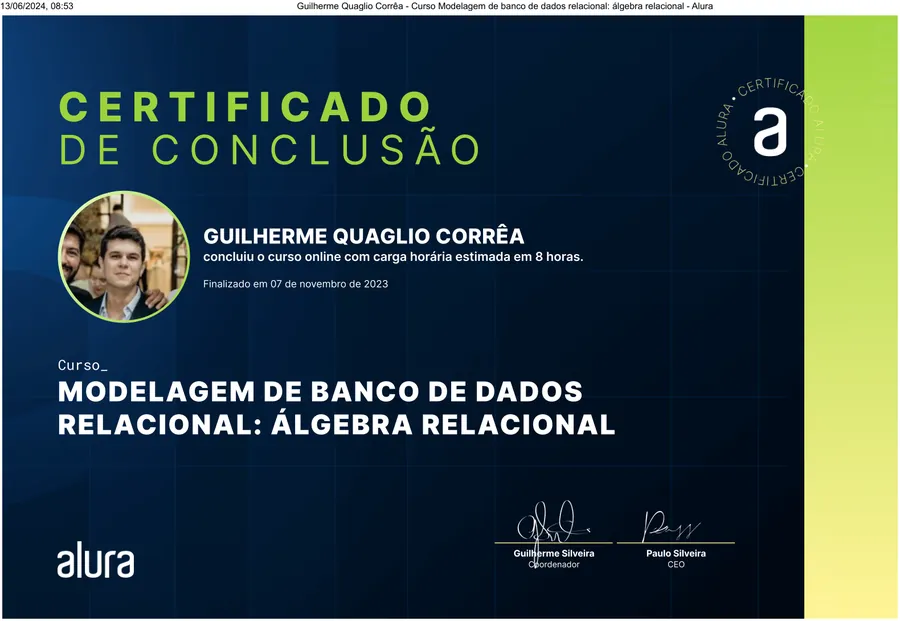 13/06/2024, 08:53
Guilherme Quaglio Corrêa - Curso Modelagem de banco de dados relacional: álgebra relacional - Alura
CERTIFICADO
DE CONCLUSÃO
CERTIFICADO ALURA • CERTIFICADO ALURA •
a
GUILHERME QUAGLIO CORRÊA
concluiu o curso online com carga horária estimada em 8 horas.
Finalizado em 07 de novembro de 2023
Curso_
MODELAGEM DE BANCO DE DADOS
RELACIONAL: ÁLGEBRA RELACIONAL
alura
Guilherme Silveira
Coordenador
Paulo Silveira
CEO